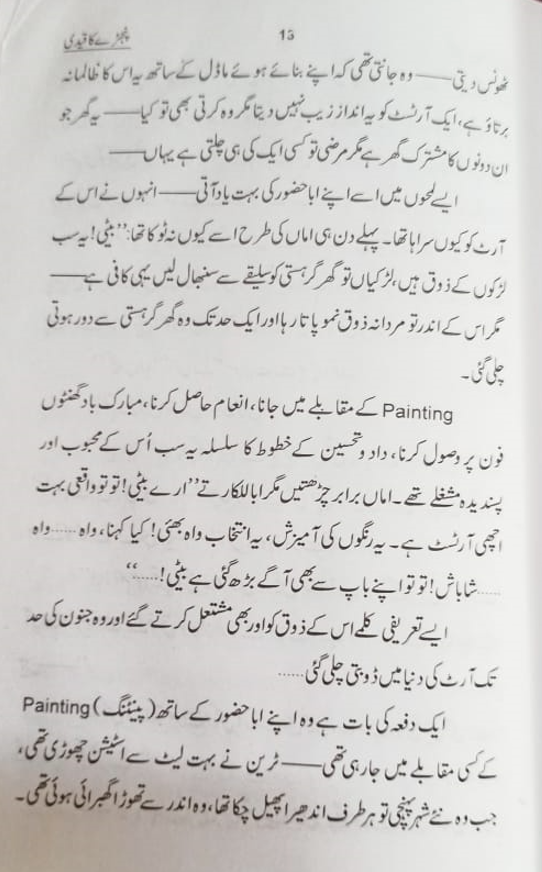 پنجرے کا قیدی
13
ٹھونس دیتی —— وہ جانتی تھی کہ اپنے بنائے ہوئے ماڈل کے ساتھ یہ اس کا ظالمانہ
برتاؤ ہے، ایک آرٹسٹ کو یہ انداز زیب نہیں دیتا مگر وہ کرتی بھی تو کیا —— یہ گھر جو
ان دونوں کا مشترک گھر ہے مگر مرضی تو کسی ایک کی ہی چلتی ہے یہاں ——
ایسے لمحوں میں اسے اپنے ابا حضور کی بہت یاد آتی —— انہوں نے اس کے
آرٹ کو کیوں سراہا تھا۔ پہلے دن ہی اماں کی طرح اسے کیوں نہ ٹوکا تھا: ’’بیٹی! یہ سب
لڑکوں کے ذوق ہیں، لڑکیاں تو گھر گرہستی کو سلیقے سے سنبھال لیں یہی کافی ہے ——
مگر اس کے اندر تو مردانہ ذوق نمو پاتا رہا اور ایک حد تک وہ گھر گرہستی سے دور ہوتی
چلی گئی۔
Painting کے مقابلے میں جانا، انعام حاصل کرنا، مبارک باد گھنٹوں
فون پر وصول کرنا، داد و تحسین کے خطوط کا سلسلہ یہ سب اُس کے محبوب اور
پسندیدہ مشغلے تھے۔ اماں برابر چڑھتیں مگر ابا للکارتے ’’ارے بیٹی! تو تو واقعی بہت
اچھی آرٹسٹ ہے۔ یہ رنگوں کی آمیزش، یہ انتخاب واہ بھئی! کیا کہنا، واہ ...... واہ
...... شاباش! تو تو اپنے باپ سے بھی آگے بڑھ گئی ہے بیٹی! ......‘‘
ایسے تعریفی کلمے اس کے ذوق کو اور بھی مشتعل کرتے گئے اور وہ جنون کی حد
تک آرٹ کی دنیا میں ڈوبتی چلی گئی ......
ایک دفعہ کی بات ہے وہ اپنے ابا حضور کے ساتھ (پینٹنگ) Painting
کے کسی مقابلے میں جا رہی تھی —— ٹرین نے بہت لیٹ سے اسٹیشن چھوڑی تھی،
جب وہ نئے شہر پہنچی تو ہر طرف اندھیرا پھیل چکا تھا، وہ اندر سے تھوڑا گھبرائی ہوئی تھی۔